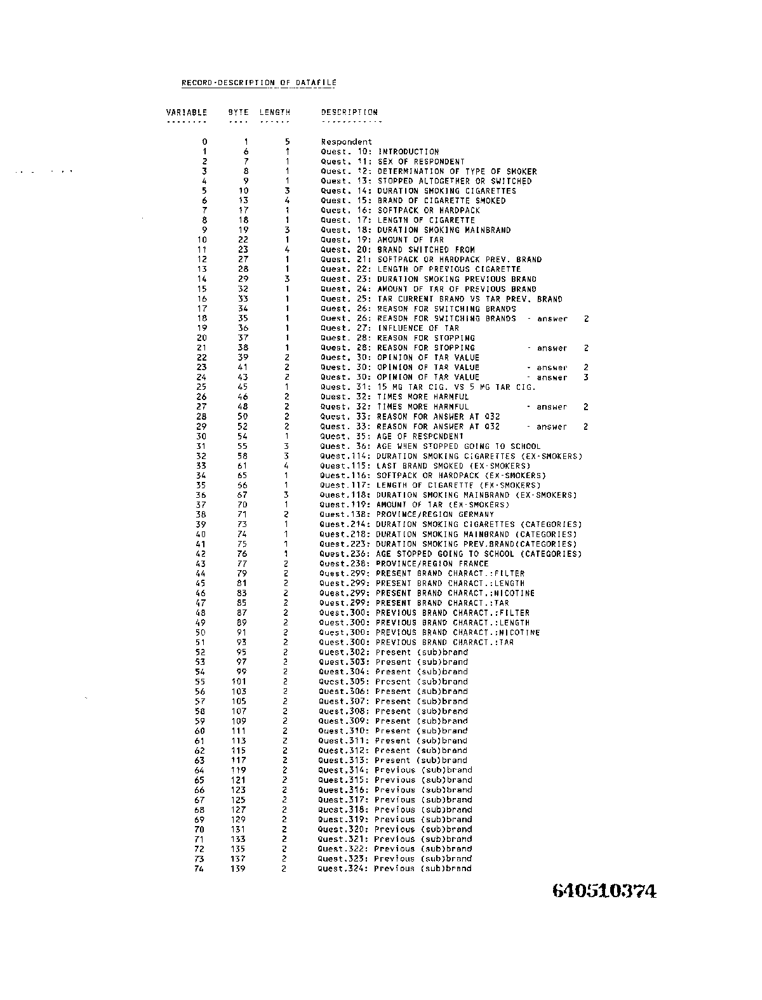 RECORD-DESCRIPTION OF DATAFILE
VARIABLE BYTE LENGTH DESCRIPTION
-------- ---- ------ ------------
0 1 5 Respondent
1 6 1 Quest. 10: INTRODUCTION
2 7 1 Quest. 11: SEX OF RESPONDENT
3 8 1 Quest. 12: DETERMINATION OF TYPE OF SMOKER
4 9 1 Quest. 13: STOPPED ALTOGETHER OR SWITCHED
5 10 3 Quest. 14: DURATION SMOKING CIGARETTES
6 13 4 Quest. 15: BRAND OF CIGARETTE SMOKED
7 17 1 Quest. 16: SOFTPACK OR HARDPACK
8 18 1 Quest. 17: LENGTH OF CIGARETTE
9 19 3 Quest. 18: DURATION SMOKING MAINBRAND
10 22 1 Quest. 19: AMOUNT OF TAR
11 23 4 Quest. 20: BRAND SWITCHED FROM
12 27 1 Quest. 21: SOFTPACK OR HARDPACK PREV. BRAND
13 28 1 Quest. 22: LENGTH OF PREVIOUS CIGARETTE
14 29 3 Quest. 23: DURATION SMOKING PREVIOUS BRAND
15 32 1 Quest. 24: AMOUNT OF TAR OF PREVIOUS BRAND
16 33 1 Quest. 25: TAR CURRENT BRAND VS TAR PREV. BRAND
17 34 1 Quest. 26: REASON FOR SWITCHING BRANDS
18 35 1 Quest. 26: REASON FOR SWITCHING BRANDS - answer 2
19 36 1 Quest. 27: INFLUENCE OF TAR
20 37 1 Quest. 28: REASON FOR STOPPING
21 38 1 Quest. 28: REASON FOR STOPPING - answer 2
22 39 2 Quest. 30: OPINION OF TAR VALUE
23 41 2 Quest. 30: OPINION OF TAR VALUE - answer 2
24 43 2 Quest. 30: OPINION OF TAR VALUE - answer 3
25 45 1 Quest. 31: 15 MG TAR CIG. VS 5 MG TAR CIG.
26 46 2 Quest. 32: TIMES MORE HARMFUL
27 48 2 Quest. 32: TIMES MORE HARMFUL - answer 2
28 50 2 Quest. 33: REASON FOR ANSWER AT Q32
29 52 2 Quest. 33: REASON FOR ANSWER AT Q32 - answer 2
30 54 1 Quest. 35: AGE OF RESPONDENT
31 55 3 Quest. 36: AGE WHEN STOPPED GOING TO SCHOOL
32 58 3 Quest.114: DURATION SMOKING CIGARETTES (EX-SMOKERS)
33 61 4 Quest.115: LAST BRAND SMOKED (EX-SMOKERS)
34 65 1 Quest.116: SOFTPACK OR HARDPACK (EX-SMOKERS)
35 66 1 Quest.117: LENGTH OF CIGARETTE (EX-SMOKERS)
36 67 3 Quest.118: DURATION SMOKING MAINBRAND (EX-SMOKERS)
37 70 1 Quest.119: AMOUNT OF TAR (EX-SMOKERS)
38 71 2 Quest.138: PROVINCE/REGION GERMANY
39 73 1 Quest.214: DURATION SMOKING CIGARETTES (CATEGORIES)
40 74 1 Quest.218: DURATION SMOKING MAINBRAND (CATEGORIES)
41 75 1 Quest.223: DURATION SMOKING PREV.BRAND(CATEGORIES)
42 76 1 Quest.236: AGE STOPPED GOING TO SCHOOL (CATEGORIES)
43 77 2 Quest.238: PROVINCE/REGION FRANCE
44 79 2 Quest.299: PRESENT BRAND CHARACT.:FILTER
45 81 2 Quest.299: PRESENT BRAND CHARACT.:LENGTH
46 83 2 Quest.299: PRESENT BRAND CHARACT.:NICOTINE
47 85 2 Quest.299: PRESENT BRAND CHARACT.:TAR
48 87 2 Quest.300: PREVIOUS BRAND CHARACT.:FILTER
49 89 2 Quest.300: PREVIOUS BRAND CHARACT.:LENGTH
50 91 2 Quest.300: PREVIOUS BRAND CHARACT.:NICOTINE
51 93 2 Quest.300: PREVIOUS BRAND CHARACT.:TAR
52 95 2 Quest.302: Present (sub)brand
53 97 2 Quest.303: Present (sub)brand
54 99 2 Quest.304: Present (sub)brand
55 101 2 Quest.305: Present (sub)brand
56 103 2 Quest.306: Present (sub)brand
57 105 2 Quest.307: Present (sub)brand
58 107 2 Quest.308: Present (sub)brand
59 109 2 Quest.309: Present (sub)brand
60 111 2 Quest.310: Present (sub)brand
61 113 2 Quest.311: Present (sub)brand
62 115 2 Quest.312: Present (sub)brand
63 117 2 Quest.313: Present (sub)brand
64 119 2 Quest.314: Previous (sub)brand
65 121 2 Quest.315: Previous (sub)brand
66 123 2 Quest.316: Previous (sub)brand
67 125 2 Quest.317: Previous (sub)brand
68 127 2 Quest.318: Previous (sub)brand
69 129 2 Quest.319: Previous (sub)brand
70 131 2 Quest.320: Previous (sub)brand
71 133 2 Quest.321: Previous (sub)brand
72 135 2 Quest.322: Previous (sub)brand
73 137 2 Quest.323: Previous (sub)brand
74 139 2 Quest.324: Previous (sub)brand
640510374